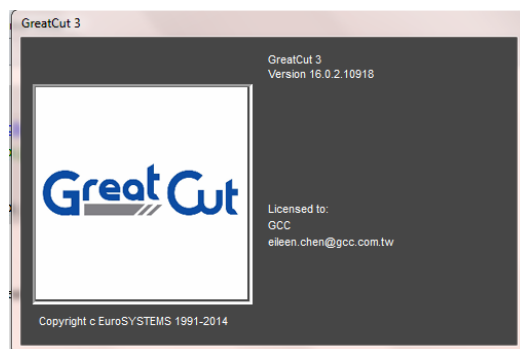 GreatCut 3
GreatCut 3
Version 16.0.2.10918
Great Cut
Licensed to:
GCC
eileen.chen@gcc.com.tw
Copyright c EuroSYSTEMS 1991-2014